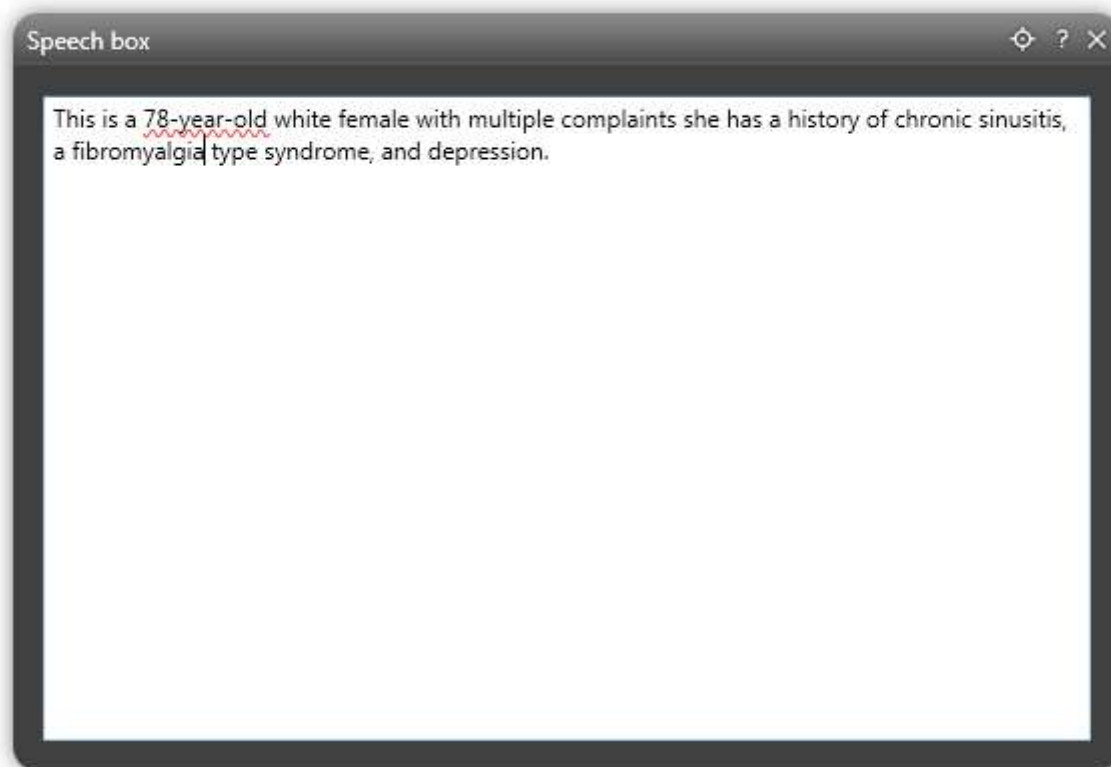 Speech box
This is a 78-year-old white female with multiple complaints she has a history of chronic sinusitis,
a fibromyalgia type syndrome, and depression.